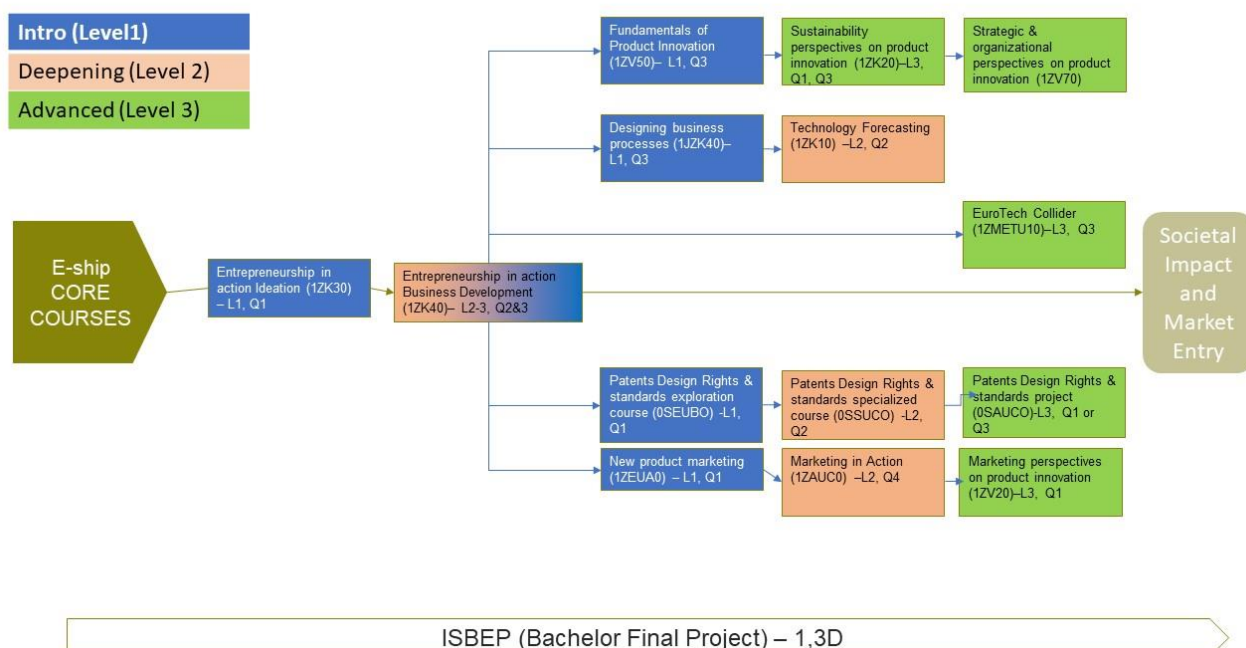 Intro (Level1)
Deepening (Level 2)
Advanced (Level 3)
Fundamentals of
Product Innovation
(1ZV50)– L1, Q3
Sustainability
perspectives on product
innovation (1ZK20)–L3,
Q1, Q3
Strategic &
organizational
perspectives on product
innovation (1ZV70)
Designing business
processes (1JZK40)–
L1, Q3
Technology Forecasting
(1ZK10) –L2, Q2
EuroTech Collider
(1ZMETU10)–L3, Q3
E-ship
CORE
COURSES
Entrepreneurship in
action Ideation (1ZK30)
– L1, Q1
Entrepreneurship in action
Business Development
(1ZK40)– L2-3, Q2&3
Societal
Impact
and
Market
Entry
Patents Design Rights &
standards exploration
course (0SEUBO) -L1,
Q1
Patents Design Rights &
standards specialized
course (0SSUCO) -L2,
Q2
Patents Design Rights &
standards project
(0SAUCO)-L3, Q1 or
Q3
New product marketing
(1ZEUA0) – L1, Q1
Marketing in Action
(1ZAUC0) –L2, Q4
Marketing perspectives
on product innovation
(1ZV20)–L3, Q1
ISBEP (Bachelor Final Project) – 1,3D